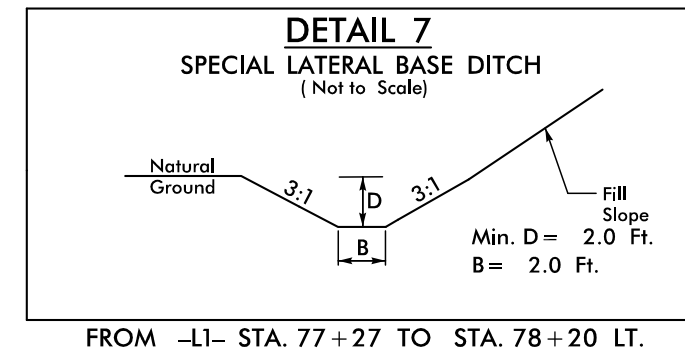 DETAIL 7
SPECIAL LATERAL BASE DITCH
( Not to Scale)
Natural
Ground
3:1
D
3:1
B
Fill
Slope
Min. D = 2.0 Ft.
B = 2.0 Ft.
FROM -L1- STA. 77+27 TO STA. 78+20 LT.